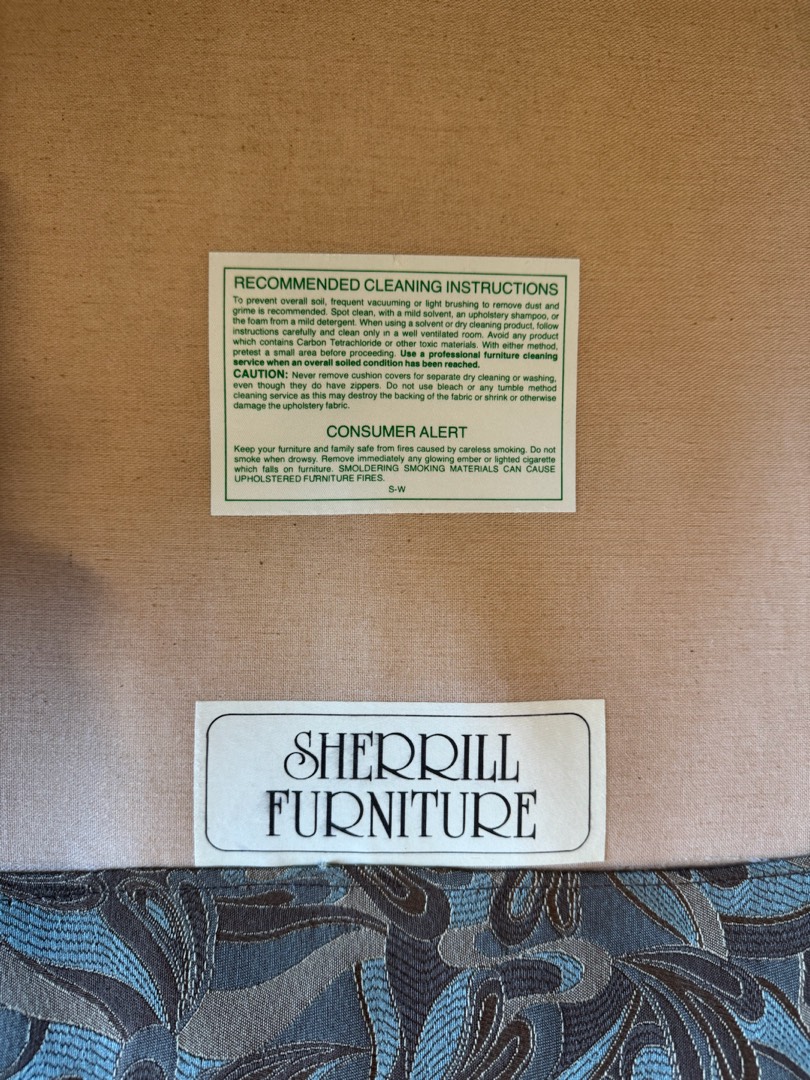 RECOMMENDED CLEANING INSTRUCTIONS
To prevent overall soil, frequent vacuuming or light brushing to remove dust and
grime is recommended. Spot clean, with a mild solvent, an upholstery shampoo, or
the foam from a mild detergent. When using a solvent or dry cleaning product, follow
instructions carefully and clean only in a well ventilated room. Avoid any product
which contains Carbon Tetrachloride or other toxic materials. With either method,
pretest a small area before proceeding. Use a professional furniture cleaning
service when an overall soiled condition has been reached.
CAUTION: Never remove cushion covers for separate dry cleaning or washing,
even though they do have zippers. Do not use bleach or any tumble method
cleaning service as this may destroy the backing of the fabric or shrink or otherwise
damage the upholstery fabric.
CONSUMER ALERT
Keep your furniture and family safe from fires caused by careless smoking. Do not
smoke when drowsy. Remove immediately any glowing ember or lighted cigarette
which falls on furniture. SMOLDERING SMOKING MATERIALS CAN CAUSE
UPHOLSTERED FURNITURE FIRES.
S-W
SHERRILL
FURNITURE